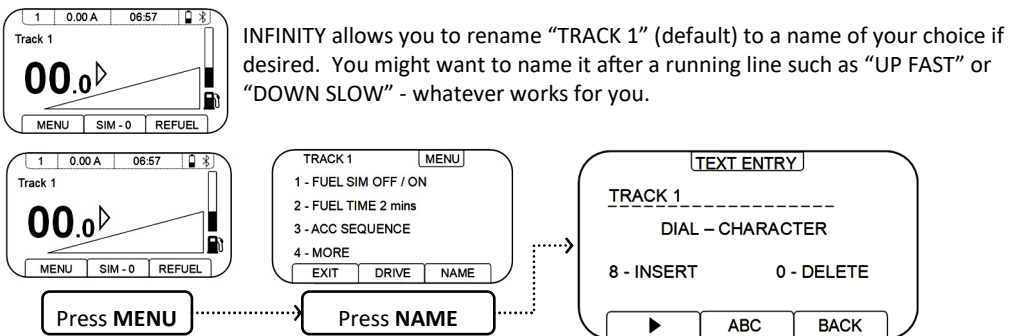 1 0.00 A 06:57
Track 1
00.0
MENU SIM - 0 REFUEL
INFINITY allows you to rename “TRACK 1” (default) to a name of your choice if
desired. You might want to name it after a running line such as “UP FAST” or
“DOWN SLOW” - whatever works for you.
1 0.00 A 06:57
Track 1
00.0
MENU SIM - 0 REFUEL
Press MENU
TRACK 1 MENU
1 - FUEL SIM OFF / ON
2 - FUEL TIME 2 mins
3 - ACC SEQUENCE
4 - MORE
EXIT DRIVE NAME
Press NAME
TEXT ENTRY
TRACK 1
DIAL – CHARACTER
8 - INSERT 0 - DELETE
ABC BACK